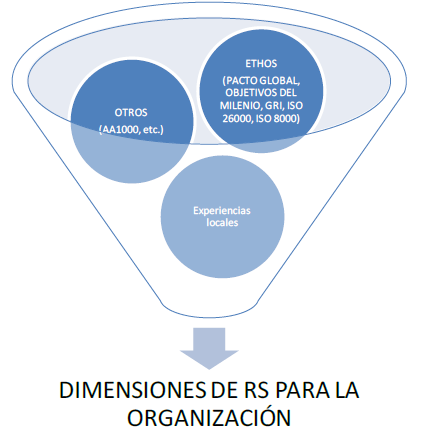 ETHOS
(PACTO GLOBAL,
OBJETIVOS DEL
MILENIO, GRI, ISO
26000, ISO 8000)
OTROS
(AA1000, etc.)
Experiencias
locales
DIMENSIONES DE RS PARA LA
ORGANIZACIÓN